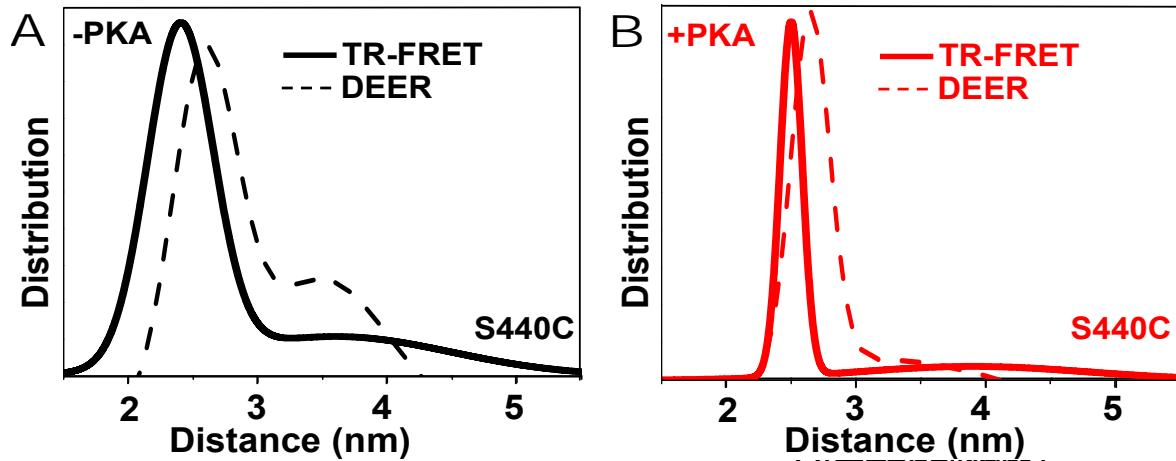 A
-PKA
TR-FRET
DEER
S440C
Distribution
2 3 4 5
Distance (nm)
B
+PKA
TR-FRET
DEER
S440C
Distribution
2 3 4 5
Distance (nm)